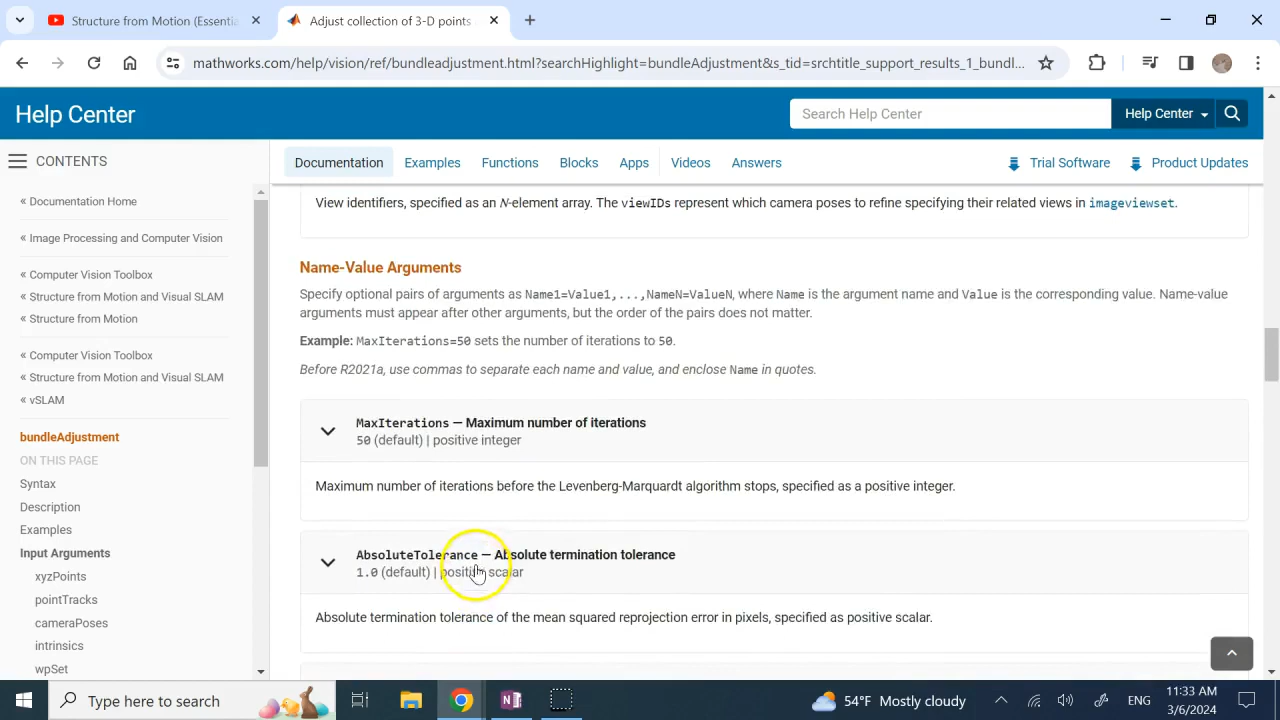 Structure from Motion (Essentia
Adjust collection of 3-D points
mathworks.com/help/vision/ref/bundleadjustment.html?searchHighlight=bundleAdjustment&s_tid=srchtitle_support_results_1_bundl...
Help Center
Search Help Center
Help Center
CONTENTS
Documentation
Examples
Functions
Blocks
Apps
Videos
Answers
Trial Software
Product Updates
« Documentation Home
« Image Processing and Computer Vision
« Computer Vision Toolbox
« Structure from Motion and Visual SLAM
« Structure from Motion
« Computer Vision Toolbox
« Structure from Motion and Visual SLAM
« vSLAM
bundleAdjustment
ON THIS PAGE
Syntax
Description
Examples
Input Arguments
xyzPoints
pointTracks
cameraPoses
intrinsics
wpSet
View identifiers, specified as an N-element array. The viewIDs represent which camera poses to refine specifying their related views in imageviewset.
Name-Value Arguments
Specify optional pairs of arguments as Name1=Value1,...,NameN=ValueN, where Name is the argument name and Value is the corresponding value. Name-value
arguments must appear after other arguments, but the order of the pairs does not matter.
Example: MaxIterations=50 sets the number of iterations to 50.
Before R2021a, use commas to separate each name and value, and enclose Name in quotes.
MaxIterations — Maximum number of iterations
50 (default) | positive integer
Maximum number of iterations before the Levenberg-Marquardt algorithm stops, specified as a positive integer.
AbsoluteTolerance — Absolute termination tolerance
1.0 (default) | positive scalar
Absolute termination tolerance of the mean squared reprojection error in pixels, specified as positive scalar.
Type here to search
54°F Mostly cloudy
ENG
11:33 AM
3/6/2024